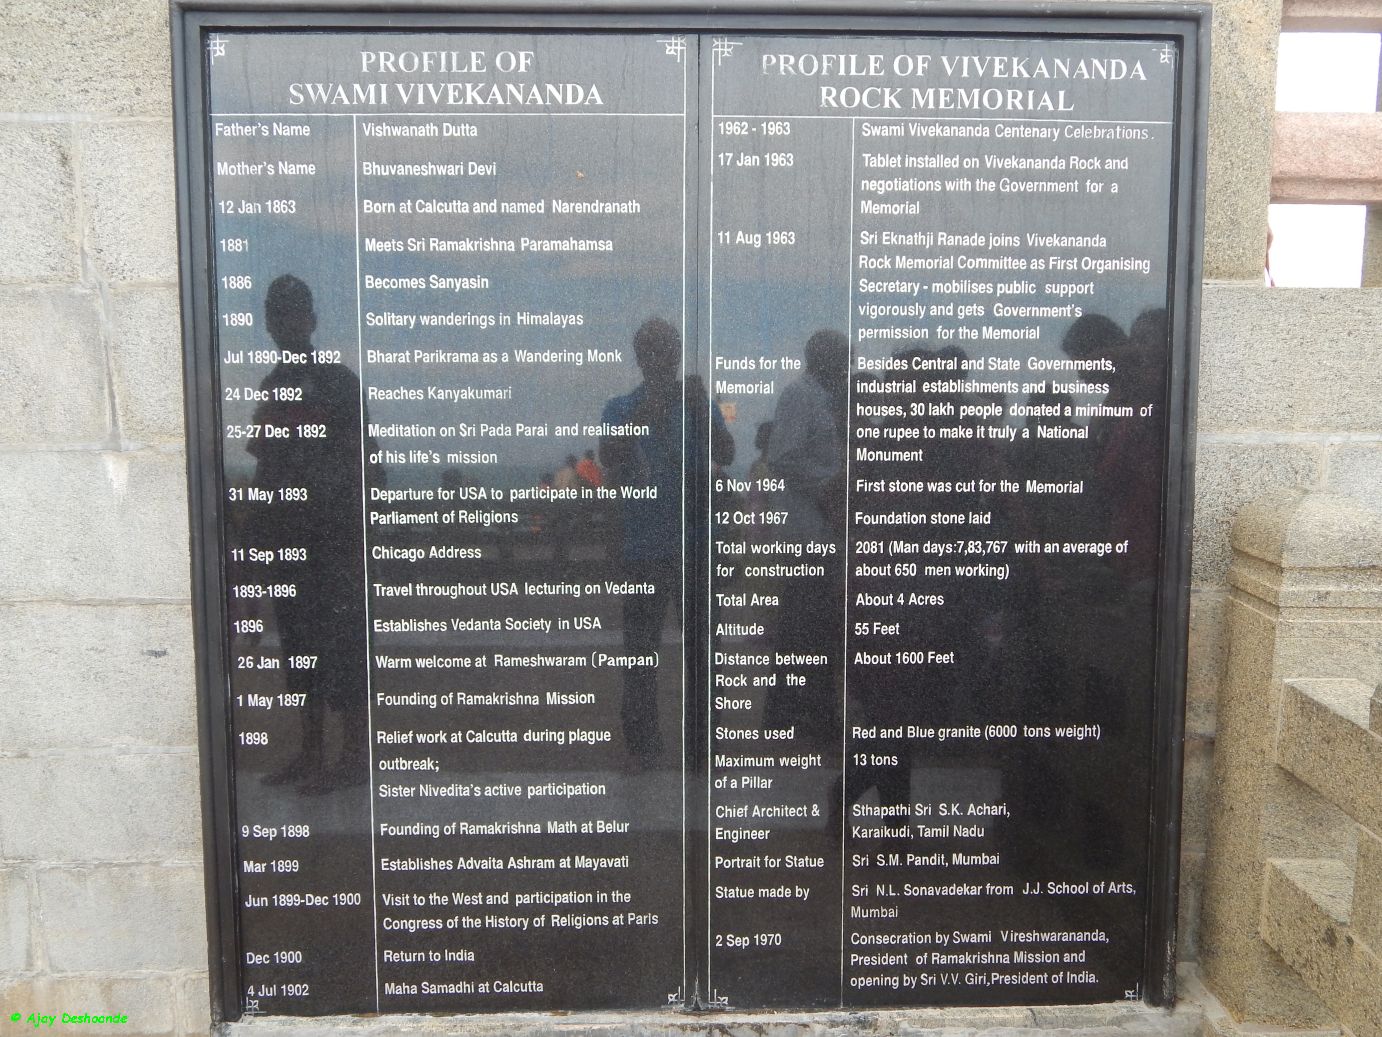 PROFILE OF
SWAMI VIVEKANANDA
Father's Name Vishwanath Dutta
Mother's Name Bhuvaneshwari Devi
12 Jan 1863 Born at Calcutta and named Narendranath
1881 Meets Sri Ramakrishna Paramahamsa
1886 Becomes Sanyasin
1890 Solitary wanderings in Himalayas
Jul 1890-Dec 1892 Bharat Parikrama as a Wandering Monk
24 Dec 1892 Reaches Kanyakumari
25-27 Dec 1892 Meditation on Sri Pada Parai and realisation
of his life's mission
31 May 1893 Departure for USA to participate in the World
Parliament of Religions
11 Sep 1893 Chicago Address
1893-1896 Travel throughout USA lecturing on Vedanta
1896 Establishes Vedanta Society in USA
26 Jan 1897 Warm welcome at Rameshwaram (Pampan)
1 May 1897 Founding of Ramakrishna Mission
1898 Relief work at Calcutta during plague
outbreak;
Sister Nivedita's active participation
9 Sep 1898 Founding of Ramakrishna Math at Belur
Mar 1899 Establishes Advaita Ashram at Mayavati
Jun 1899-Dec 1900 Visit to the West and participation in the
Congress of the History of Religions at Paris
Dec 1900 Return to India
4 Jul 1902 Maha Samadhi at Calcutta
PROFILE OF VIVEKANANDA
ROCK MEMORIAL
1962 - 1963 Swami Vivekananda Centenary Celebrations.
17 Jan 1963 Tablet installed on Vivekananda Rock and
negotiations with the Government for a
Memorial
11 Aug 1963 Sri Eknathji Ranade joins Vivekananda
Rock Memorial Committee as First Organising
Secretary - mobilises public support
vigorously and gets Government's
permission for the Memorial
Funds for the Besides Central and State Governments,
Memorial industrial establishments and business
houses, 30 lakh people donated a minimum of
one rupee to make it truly a National
Monument
6 Nov 1964 First stone was cut for the Memorial
12 Oct 1967 Foundation stone laid
Total working days 2081 (Man days:7,83,767 with an average of
for construction about 650 men working)
Total Area About 4 Acres
Altitude 55 Feet
Distance between About 1600 Feet
Rock and the
Shore
Stones used Red and Blue granite (6000 tons weight)
Maximum weight 13 tons
of a Pillar
Chief Architect & Sthapathi Sri S.K. Achari,
Engineer Karaikudi, Tamil Nadu
Portrait for Statue Sri S.M. Pandit, Mumbai
Statue made by Sri N.L. Sonavadekar from J.J. School of Arts,
Mumbai
2 Sep 1970 Consecration by Swami Vireshwarananda,
President of Ramakrishna Mission and
opening by Sri V.V. Giri,President of India.
© Ajay Deshpande